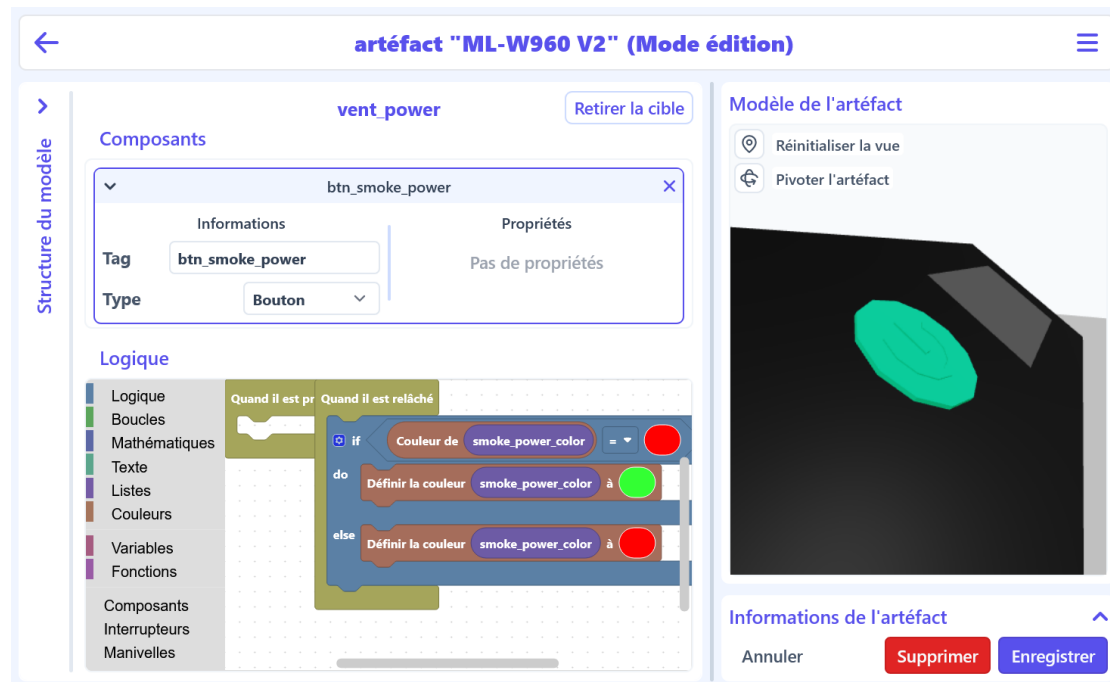 artéfact "ML-W960 V2" (Mode édition)
Structure du modèle
vent_power
Retirer la cible
Composants
btn_smoke_power
Informations
Propriétés
Tag
btn_smoke_power
Pas de propriétés
Type
Bouton
Logique
Logique
Boucles
Mathématiques
Texte
Listes
Couleurs
Variables
Fonctions
Composants
Interrupteurs
Manivelles
Quand il est pr
Quand il est relâché
if
Couleur de
smoke_power_color
=
do
Définir la couleur
smoke_power_color
à
else
Définir la couleur
smoke_power_color
à
Modèle de l'artéfact
Réinitialiser la vue
Pivoter l'artéfact
Informations de l'artéfact
Annuler
Supprimer
Enregistrer